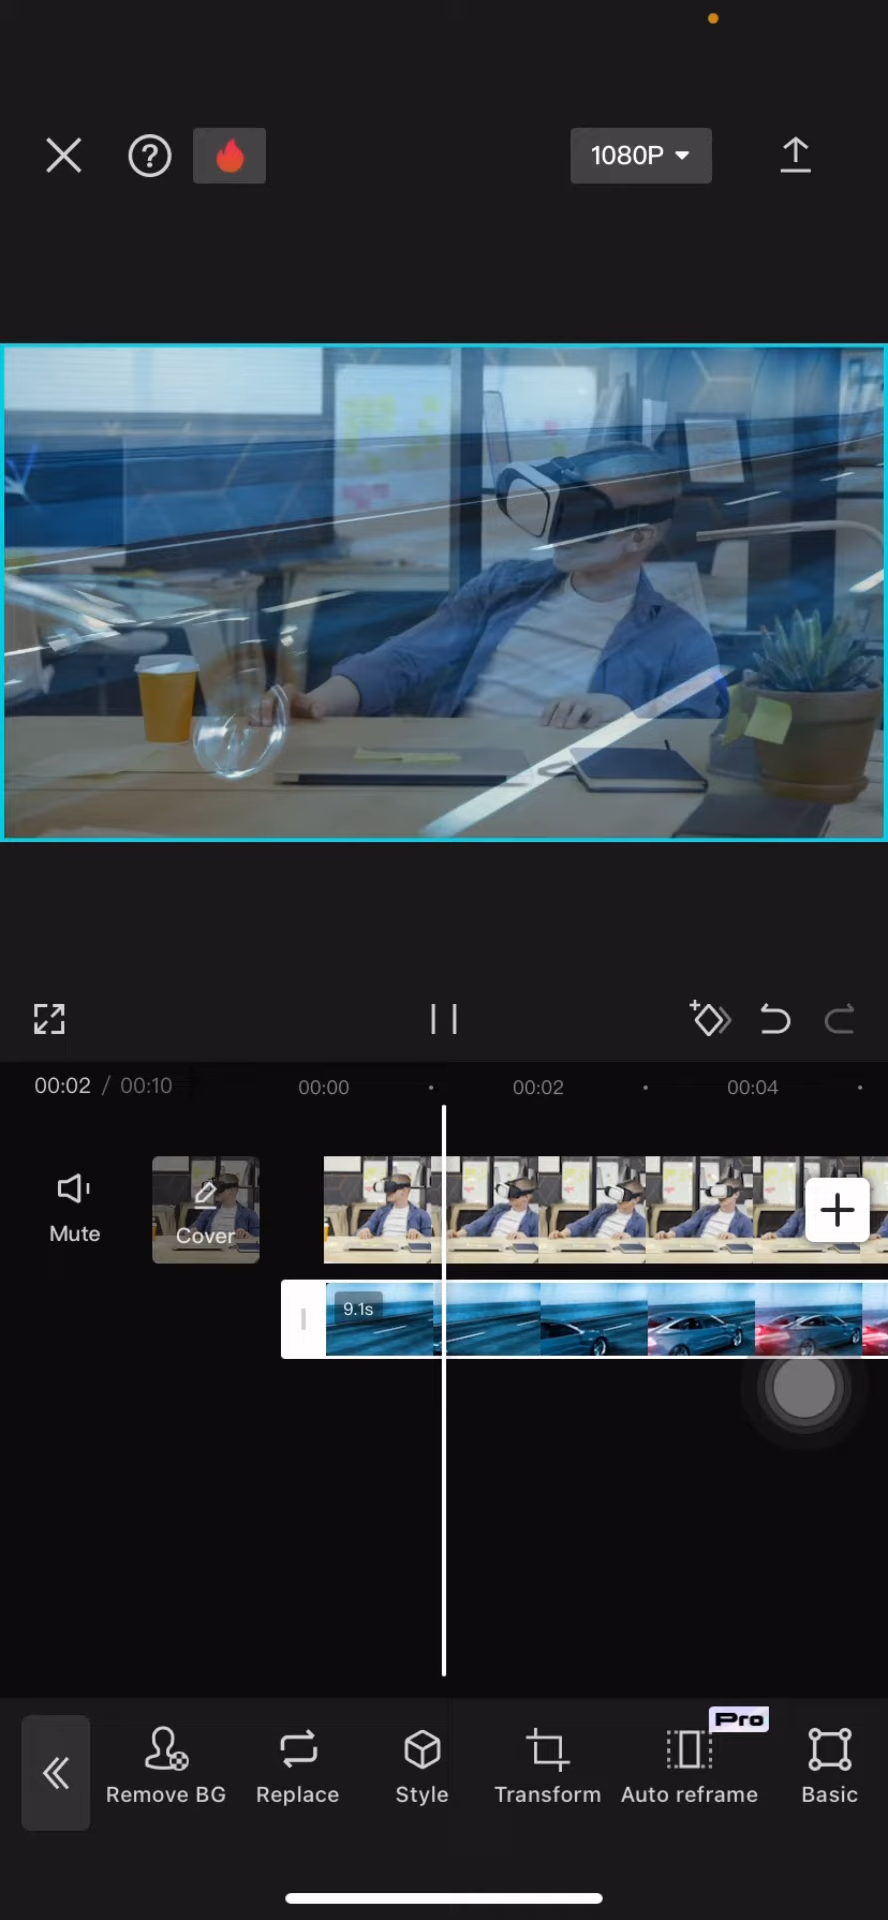 1080P
00:02 / 00:10
00:00
00:02
00:04
Mute
Cover
9.1s
Pro
Remove BG
Replace
Style
Transform
Auto reframe
Basic